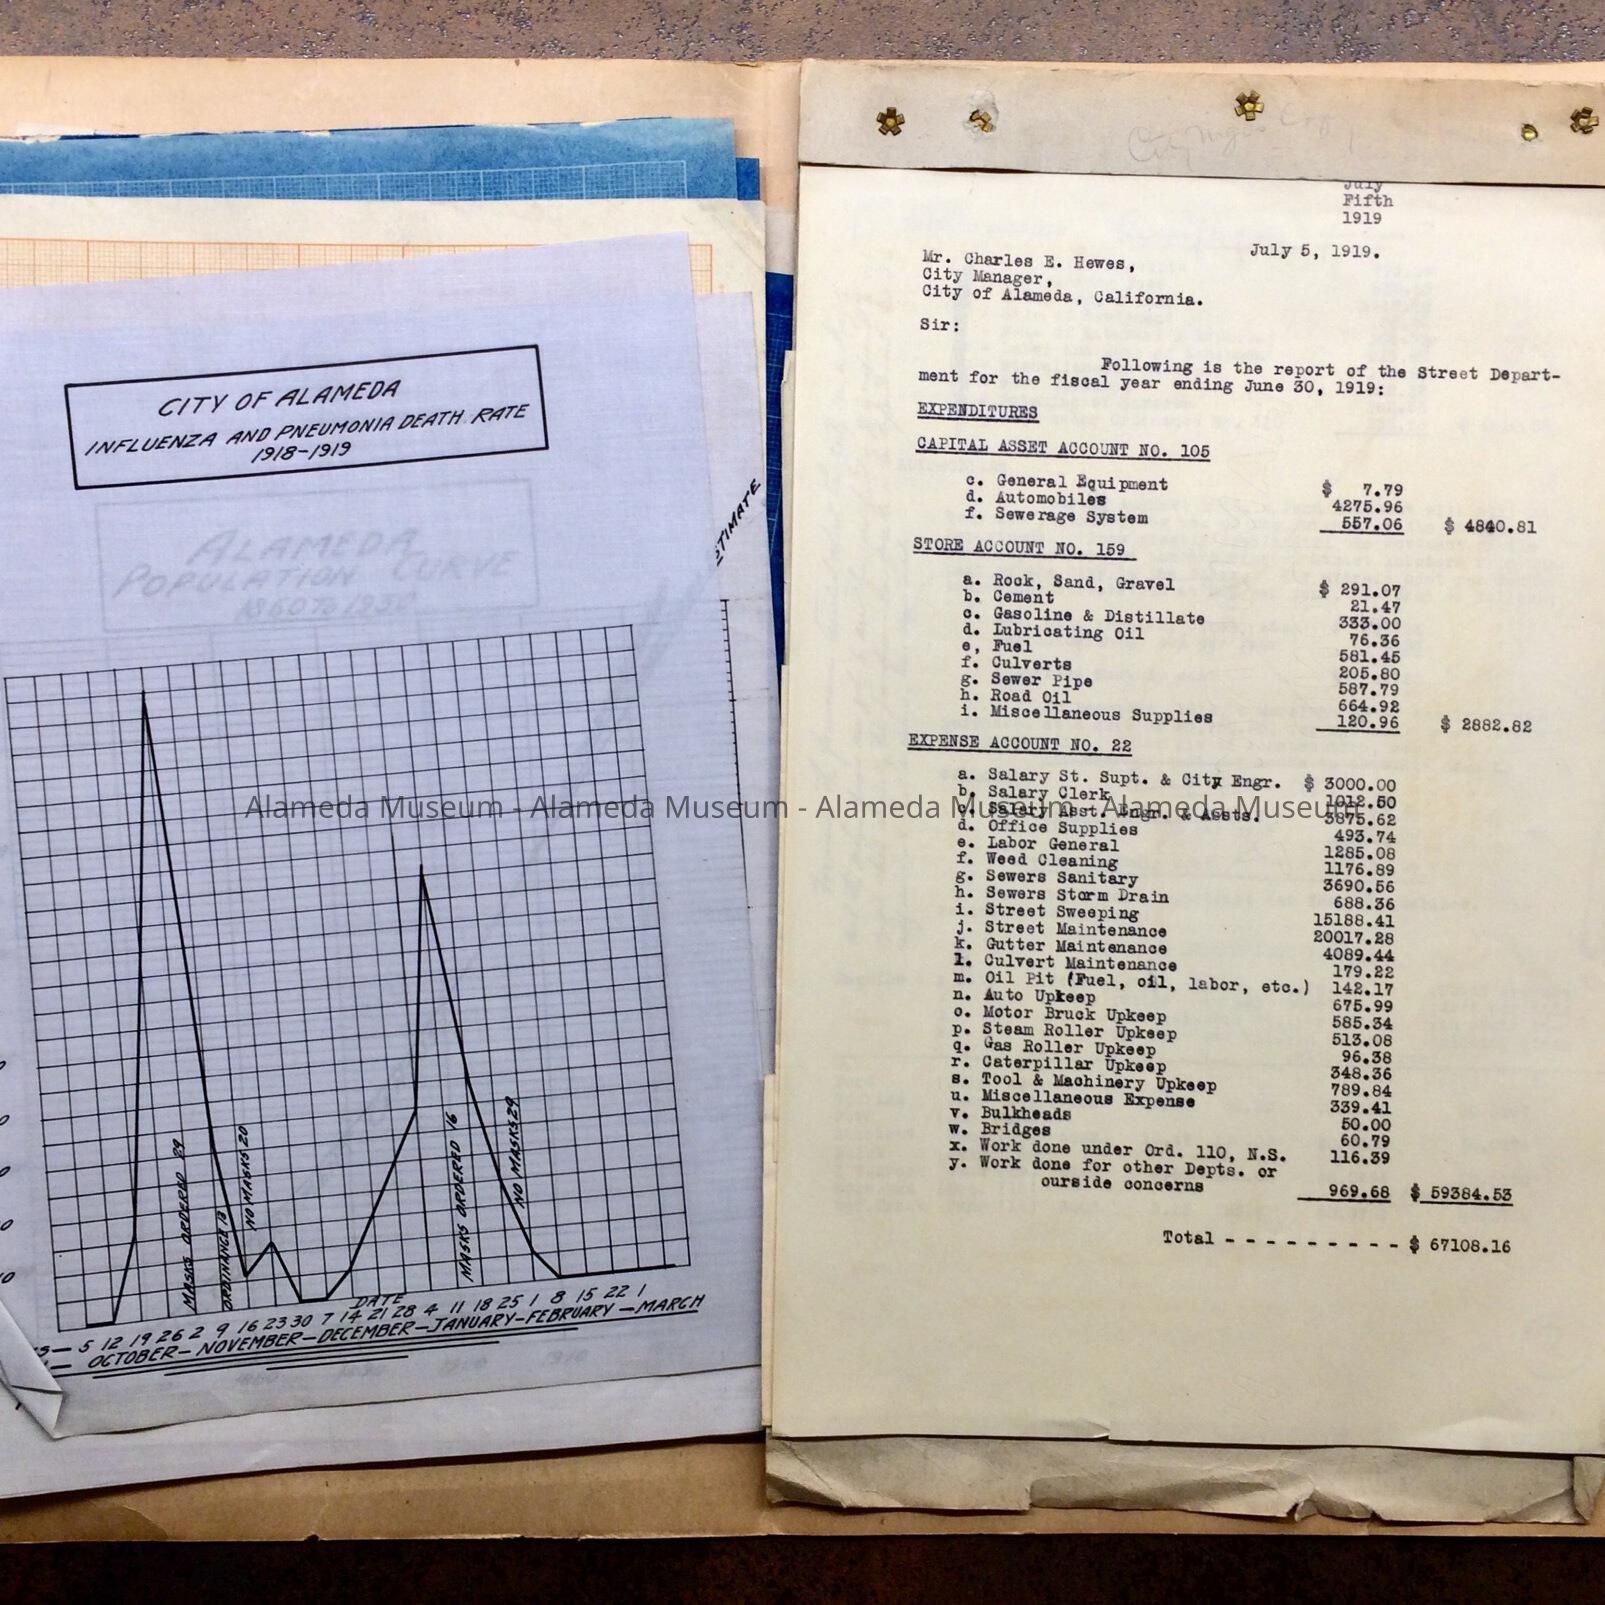 CITY OF ALAMEDA
INFLUENZA AND PNEUMONIA DEATH RATE
1918-1919
ALAMEDA
POPULATION CURVE
MASKS ORDERED 29
ORDINANCE 18
NO MASKS 20
MASKS ORDERED 16
NO MASKS 29
DATE
5 12 19 26 2 9 16 23 30 7 14 21 28 4 11 18 25 1 8 15 22 1
OCTOBER - NOVEMBER - DECEMBER - JANUARY - FEBRUARY - MARCH
July
Fifth
1919
July 5, 1919.
Mr. Charles E. Hewes,
City Manager,
City of Alameda, California.
Sir:
Following is the report of the Street Depart-
ment for the fiscal year ending June 30, 1919:
EXPENDITURES
CAPITAL ASSET ACCOUNT NO. 105
c. General Equipment $ 7.79
d. Automobiles 4275.96
f. Sewerage System 557.06 $ 4840.81
STORE ACCOUNT NO. 159
a. Rock, Sand, Gravel $ 291.07
b. Cement 21.47
c. Gasoline & Distillate 333.00
d. Lubricating Oil 76.36
e, Fuel 581.45
f. Culverts 205.80
g. Sewer Pipe 587.79
h. Road Oil 664.92
i. Miscellaneous Supplies 120.96 $ 2882.82
EXPENSE ACCOUNT NO. 22
a. Salary St. Supt. & City Engr. $ 3000.00
b. Salary Clerk 1012.50
c. Salary Asst. Engr. & Assts. 3875.62
d. Office Supplies 493.74
e. Labor General 1285.08
f. Weed Cleaning 1176.89
g. Sewers Sanitary 3690.56
h. Sewers Storm Drain 688.36
i. Street Sweeping 15188.41
j. Street Maintenance 20017.28
k. Gutter Maintenance 4089.44
l. Culvert Maintenance 179.22
m. Oil Pit (Fuel, oil, labor, etc.) 142.17
n. Auto Upkeep 675.99
o. Motor Bruck Upkeep 585.34
p. Steam Roller Upkeep 513.08
q. Gas Roller Upkeep 96.38
r. Caterpillar Upkeep 348.36
s. Tool & Machinery Upkeep 789.84
u. Miscellaneous Expense 339.41
v. Bulkheads 50.00
w. Bridges 60.79
x. Work done under Ord. 110, N.S. 116.39
y. Work done for other Depts. or
ourside concerns 969.68 $ 59384.53
Total - - - - - - - - - $ 67108.16
Alameda Museum - Alameda Museum - Alameda Museum - Alameda Museum